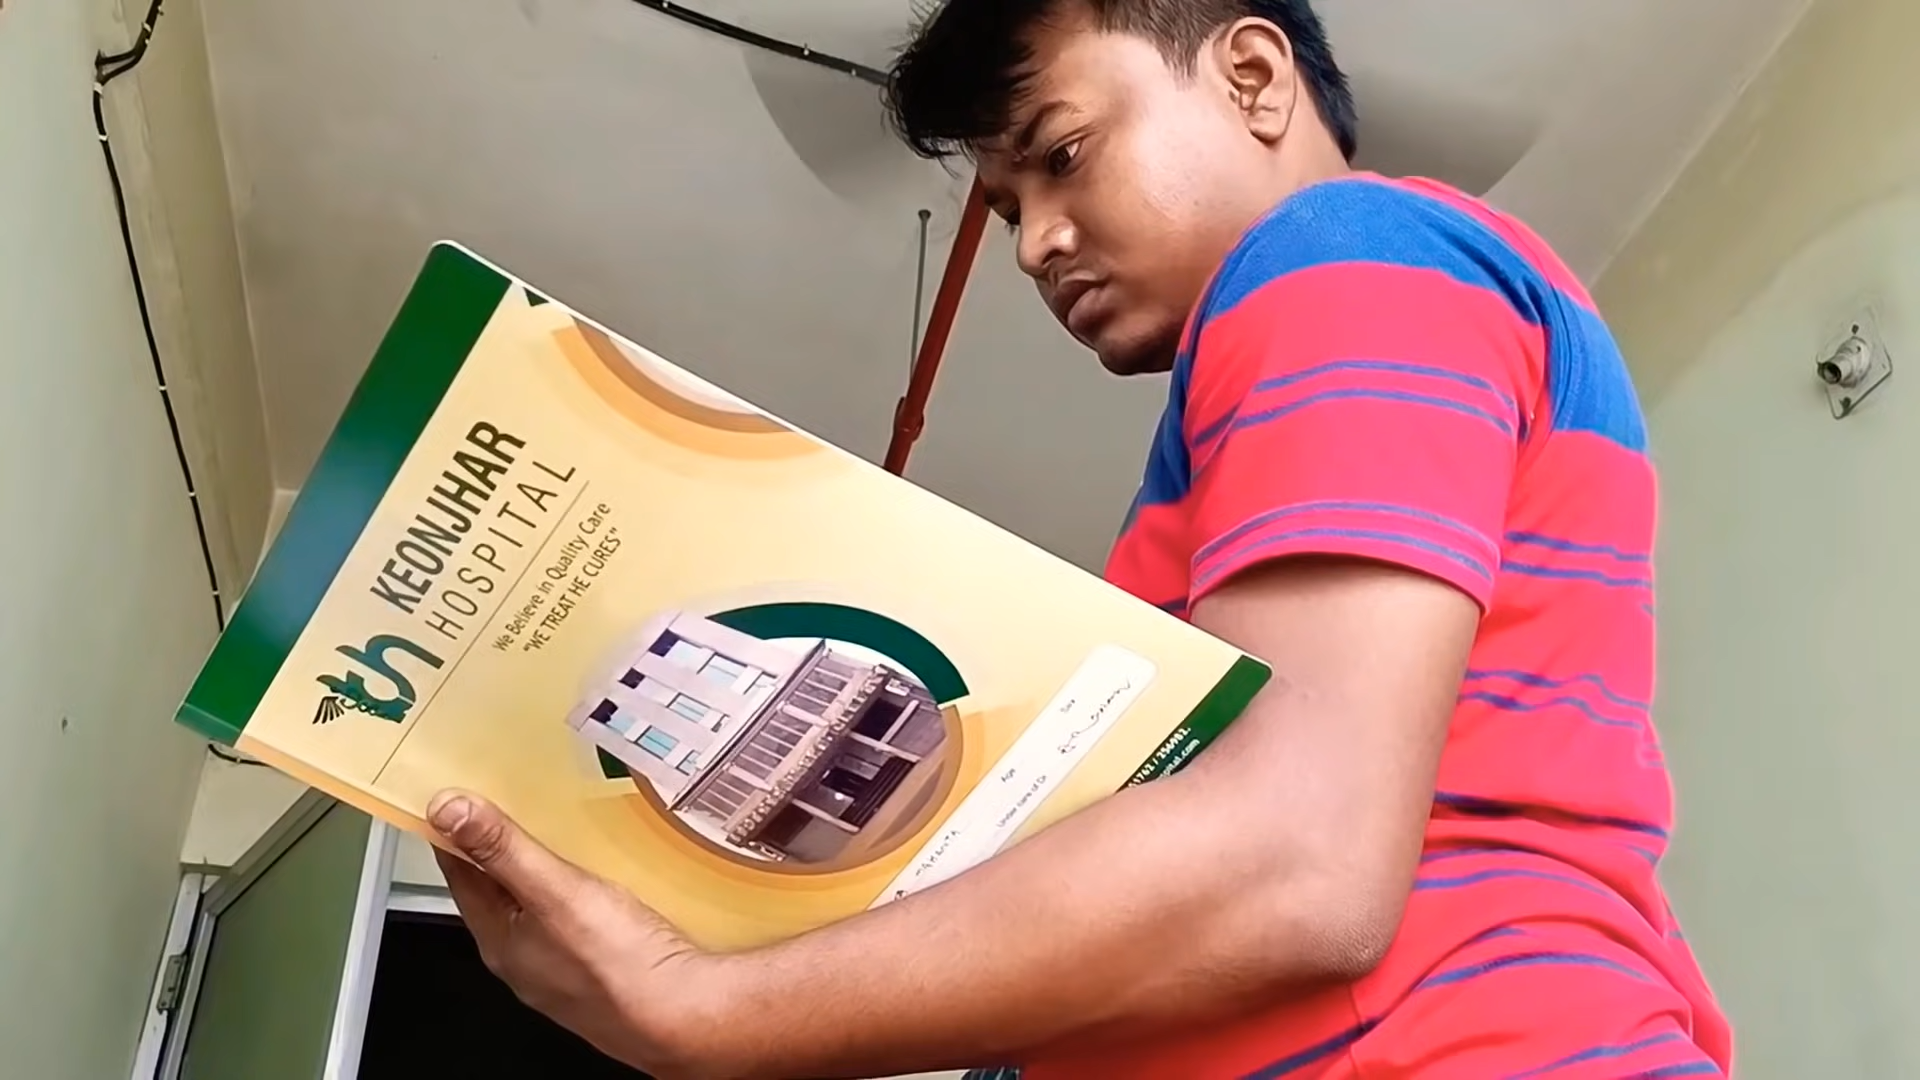 KEONJHAR
HOSPITAL
We Believe in Quality Care
"WE TREAT HE CURES"
Age
Sex
Under care of Dr